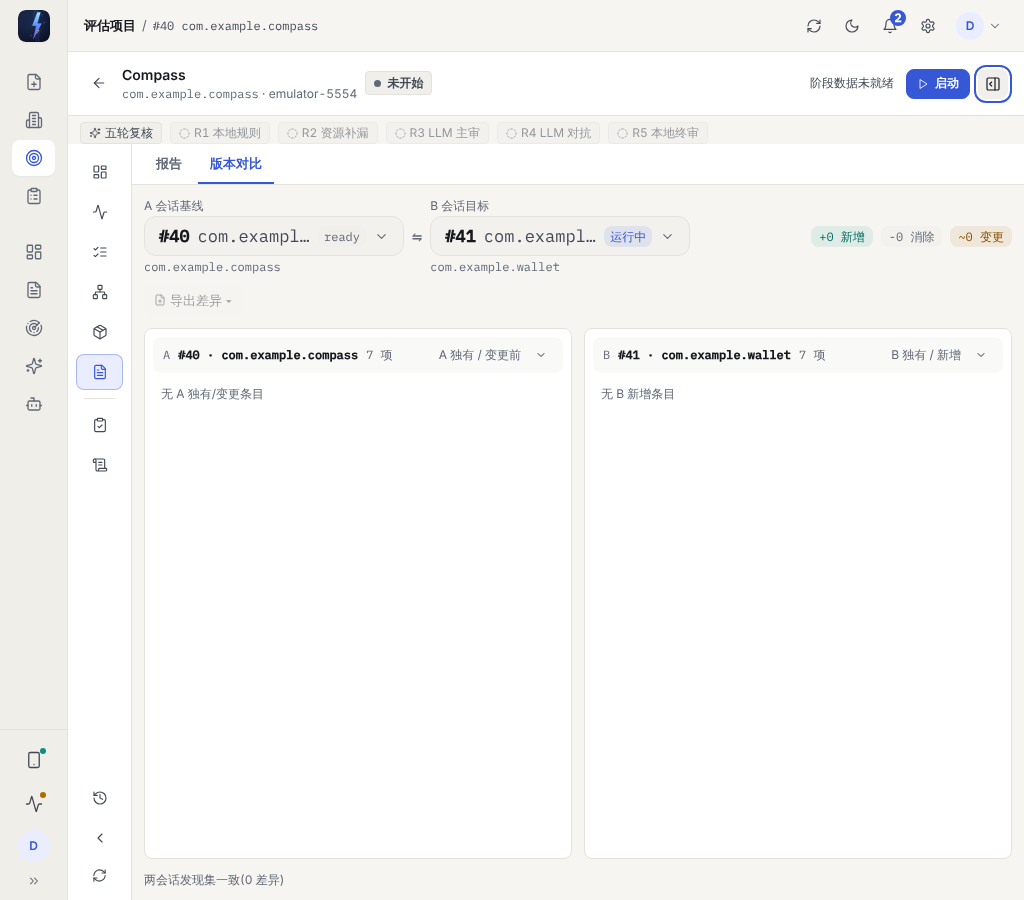 评估项目 / #40 com.example.compass
2
D
Compass
com.example.compass · emulator-5554
未开始
阶段数据未就绪
启动
五轮复核
R1 本地规则
R2 资源补漏
R3 LLM 主审
R4 LLM 对抗
R5 本地终审
报告
版本对比
A 会话基线
B 会话目标
#40 com.exampl… ready
⇋
#41 com.exampl… 运行中
+0 新增
-0 消除
~0 变更
com.example.compass
com.example.wallet
导出差异
A #40 · com.example.compass 7 项
A 独有 / 变更前
B #41 · com.example.wallet 7 项
B 独有 / 新增
无 A 独有/变更条目
无 B 新增条目
D
两会话发现集一致(0 差异)